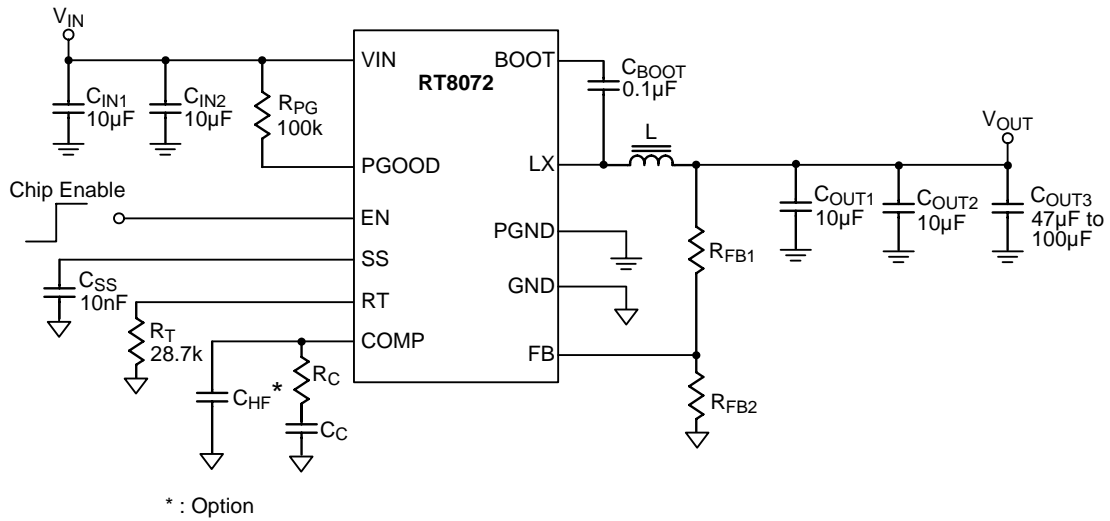 VIN
VIN
CIN1
10µF
CIN2
10µF
RPG
100k
PGOOD
Chip Enable
EN
SS
CSS
10nF
RT
RT
28.7k
COMP
CHF
*
RC
CC
RT8072
BOOT
CBOOT
0.1µF
LX
L
VOUT
PGND
GND
FB
RFB1
RFB2
COUT1
10µF
COUT2
10µF
COUT3
47µF to
100µF
* : Option